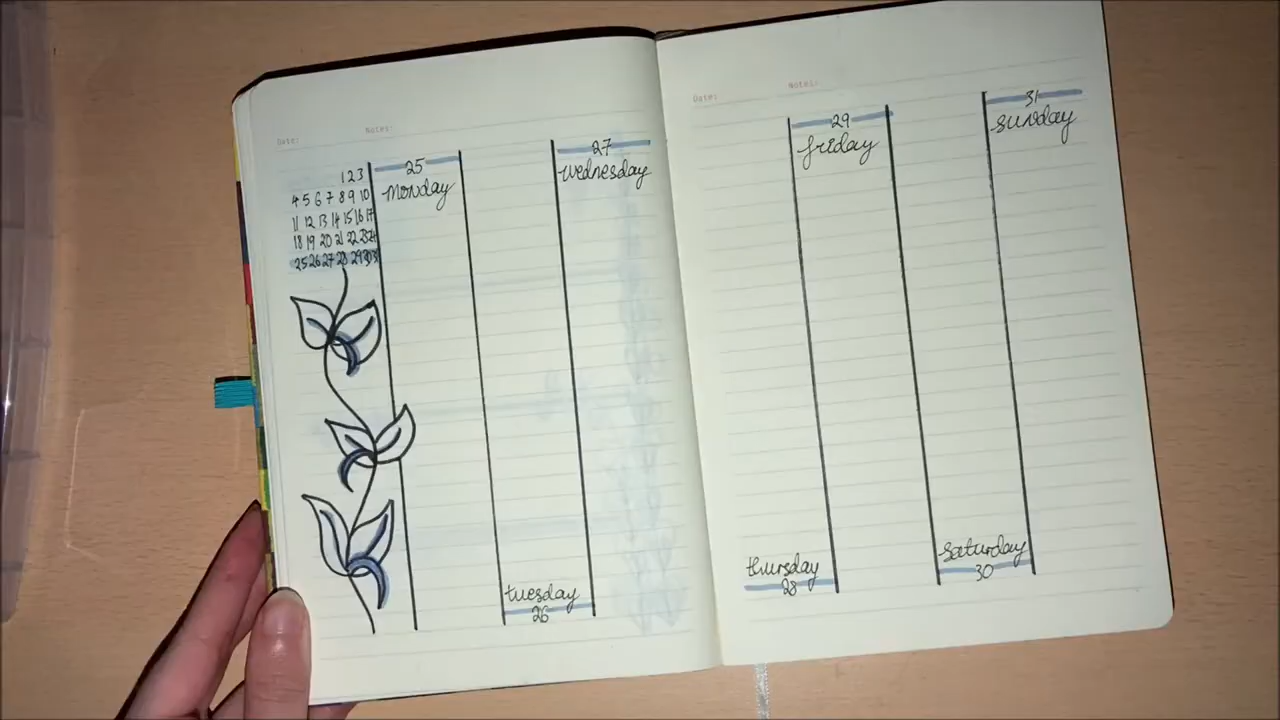 Date:
Notes:
1 2 3
4 5 6 7 8 9 10
11 12 13 14 15 16 17
18 19 20 21 22 23 24
25 26 27 28 29 30 31
25
monday
27
wednesday
tuesday
26
Date:
Notes:
29
friday
31
sunday
thursday
28
saturday
30